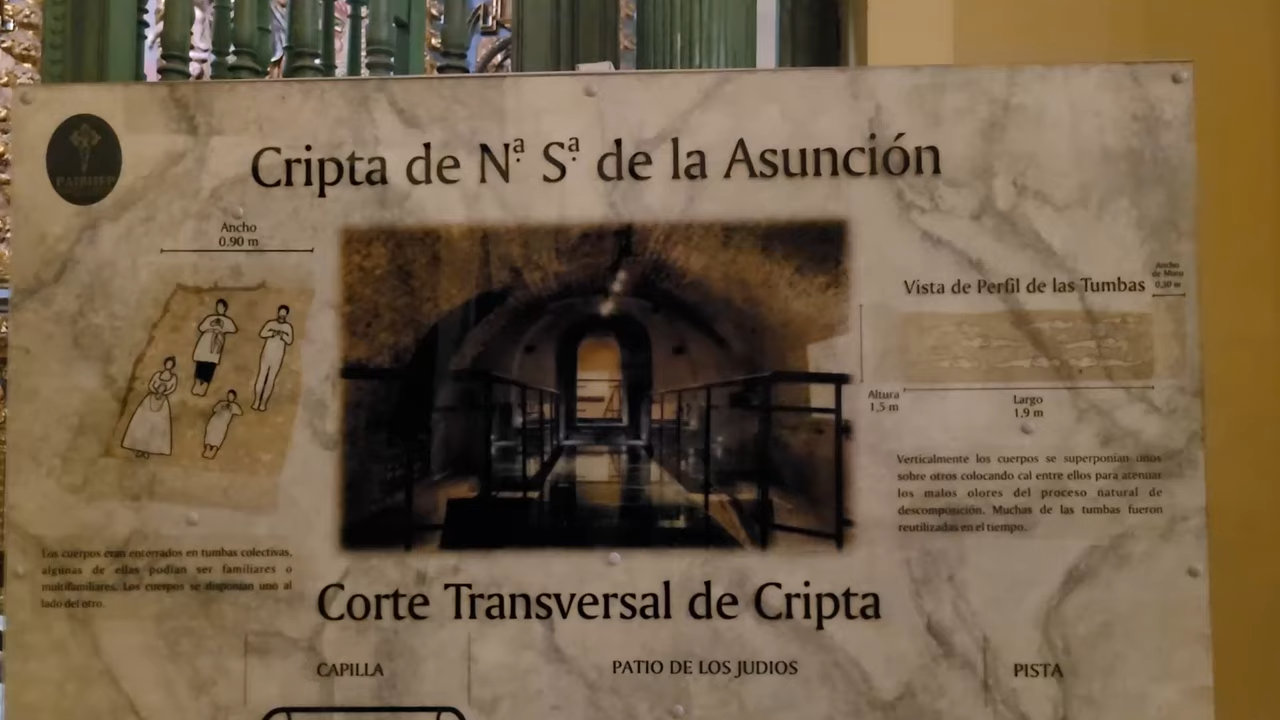 Cripta de Nª Sª de la Asunción
Ancho
0.90 m
Vista de Perfil de las Tumbas
Ancho
de Muro
0,30 m
Altura
1,5 m
Largo
1,9 m
Verticalmente los cuerpos se superponían unos
sobre otros colocando cal entre ellos para atenuar
los malos olores del proceso natural de
descomposición. Muchas de las tumbas fueron
reutilizadas en el tiempo.
Los cuerpos eran enterrados en tumbas colectivas,
algunas de ellas podían ser familiares o
multifamiliares. Los cuerpos se disponían uno al
lado del otro.
Corte Transversal de Cripta
CAPILLA
PATIO DE LOS JUDIOS
PISTA